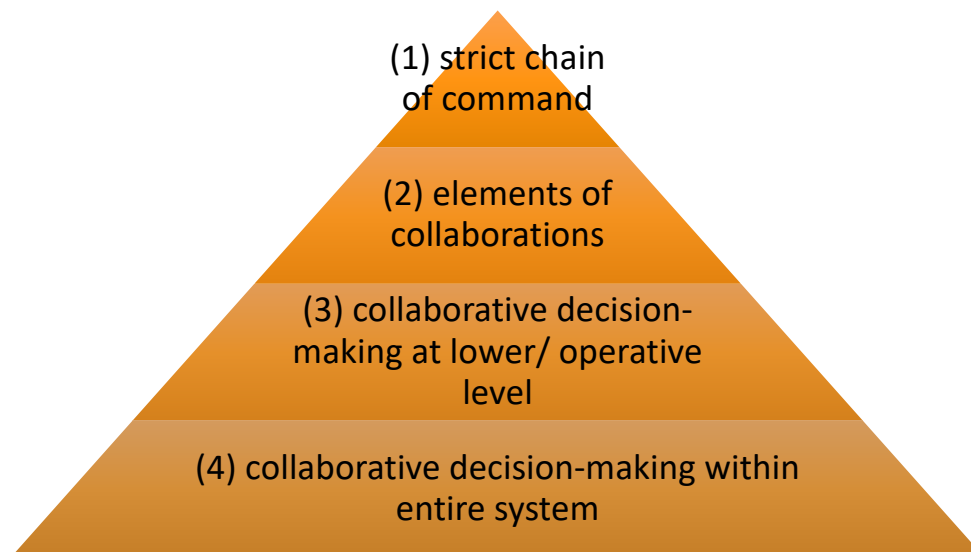 (1) strict chain
of command
(2) elements of
collaborations
(3) collaborative decision-
making at lower/ operative
level
(4) collaborative decision-making within
entire system